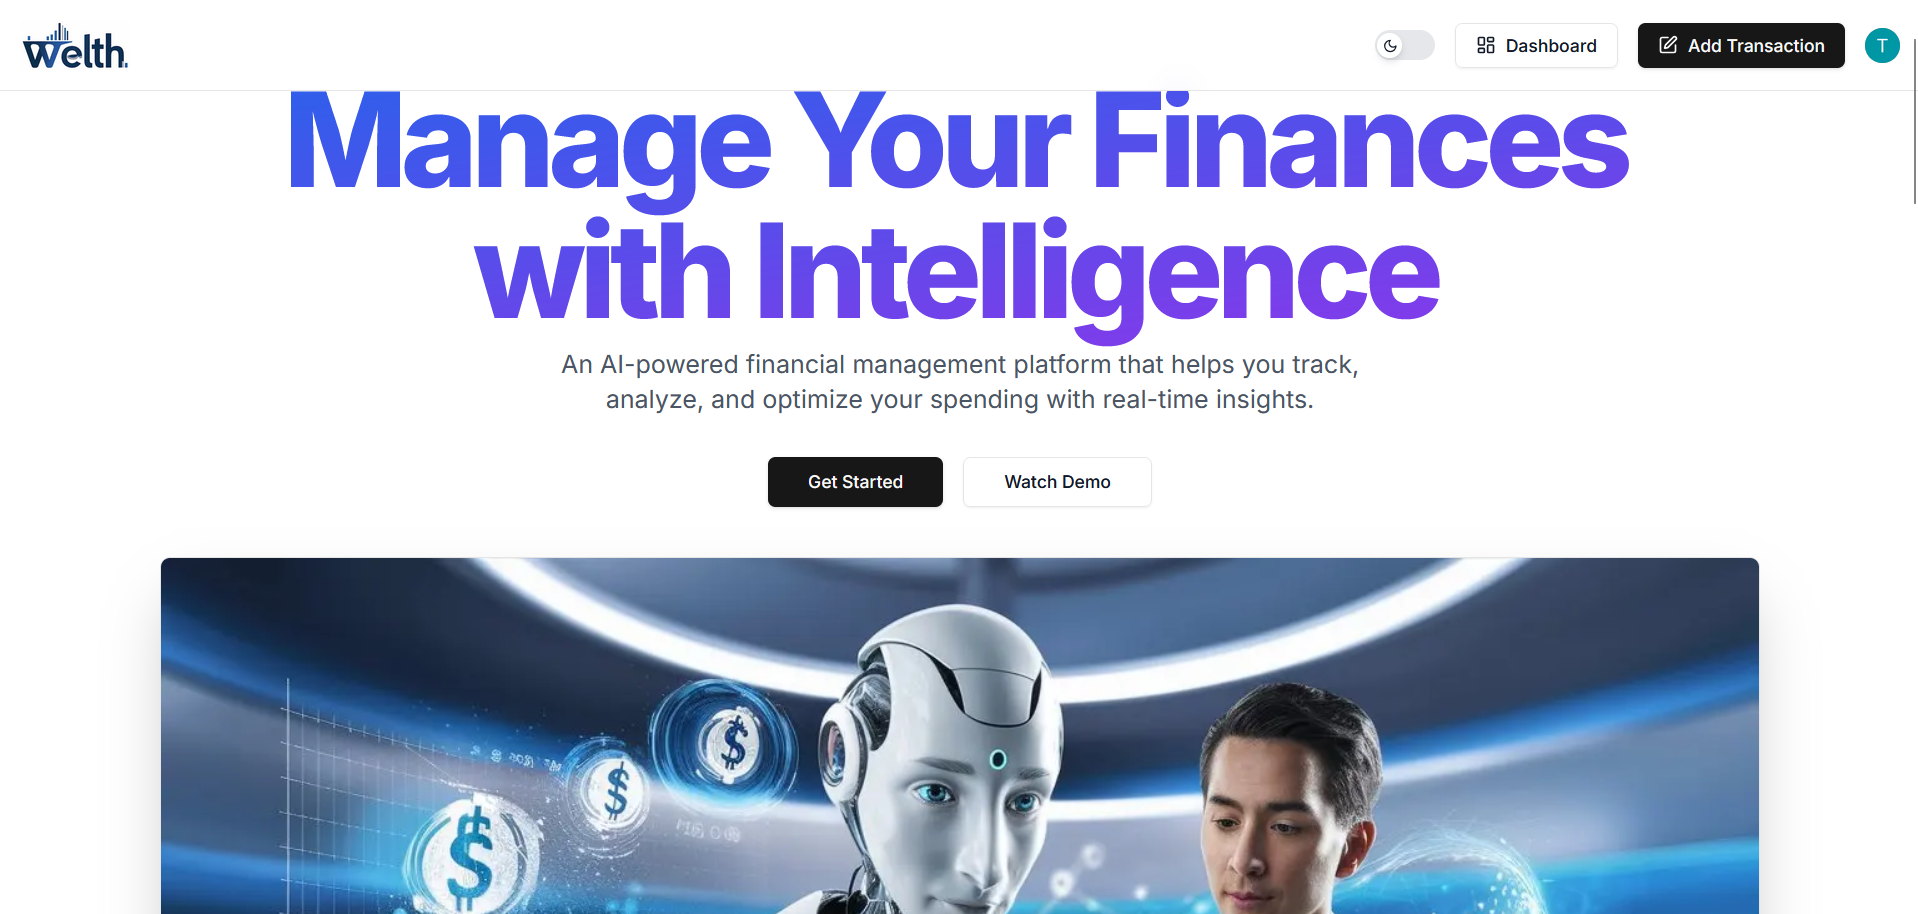 welth.
Dashboard
Add Transaction
T
Manage Your Finances
with Intelligence
An AI-powered financial management platform that helps you track,
analyze, and optimize your spending with real-time insights.
Get Started
Watch Demo
$
$
$